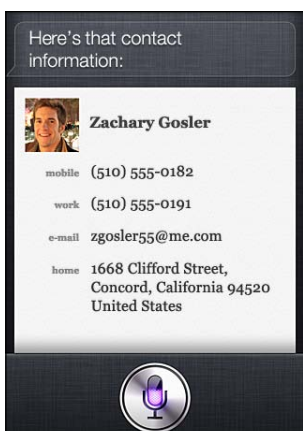 Here's that contact
information:
Zachary Gosler
mobile (510) 555-0182
work (510) 555-0191
e-mail zgosler55@me.com
home 1668 Clifford Street,
Concord, California 94520
United States